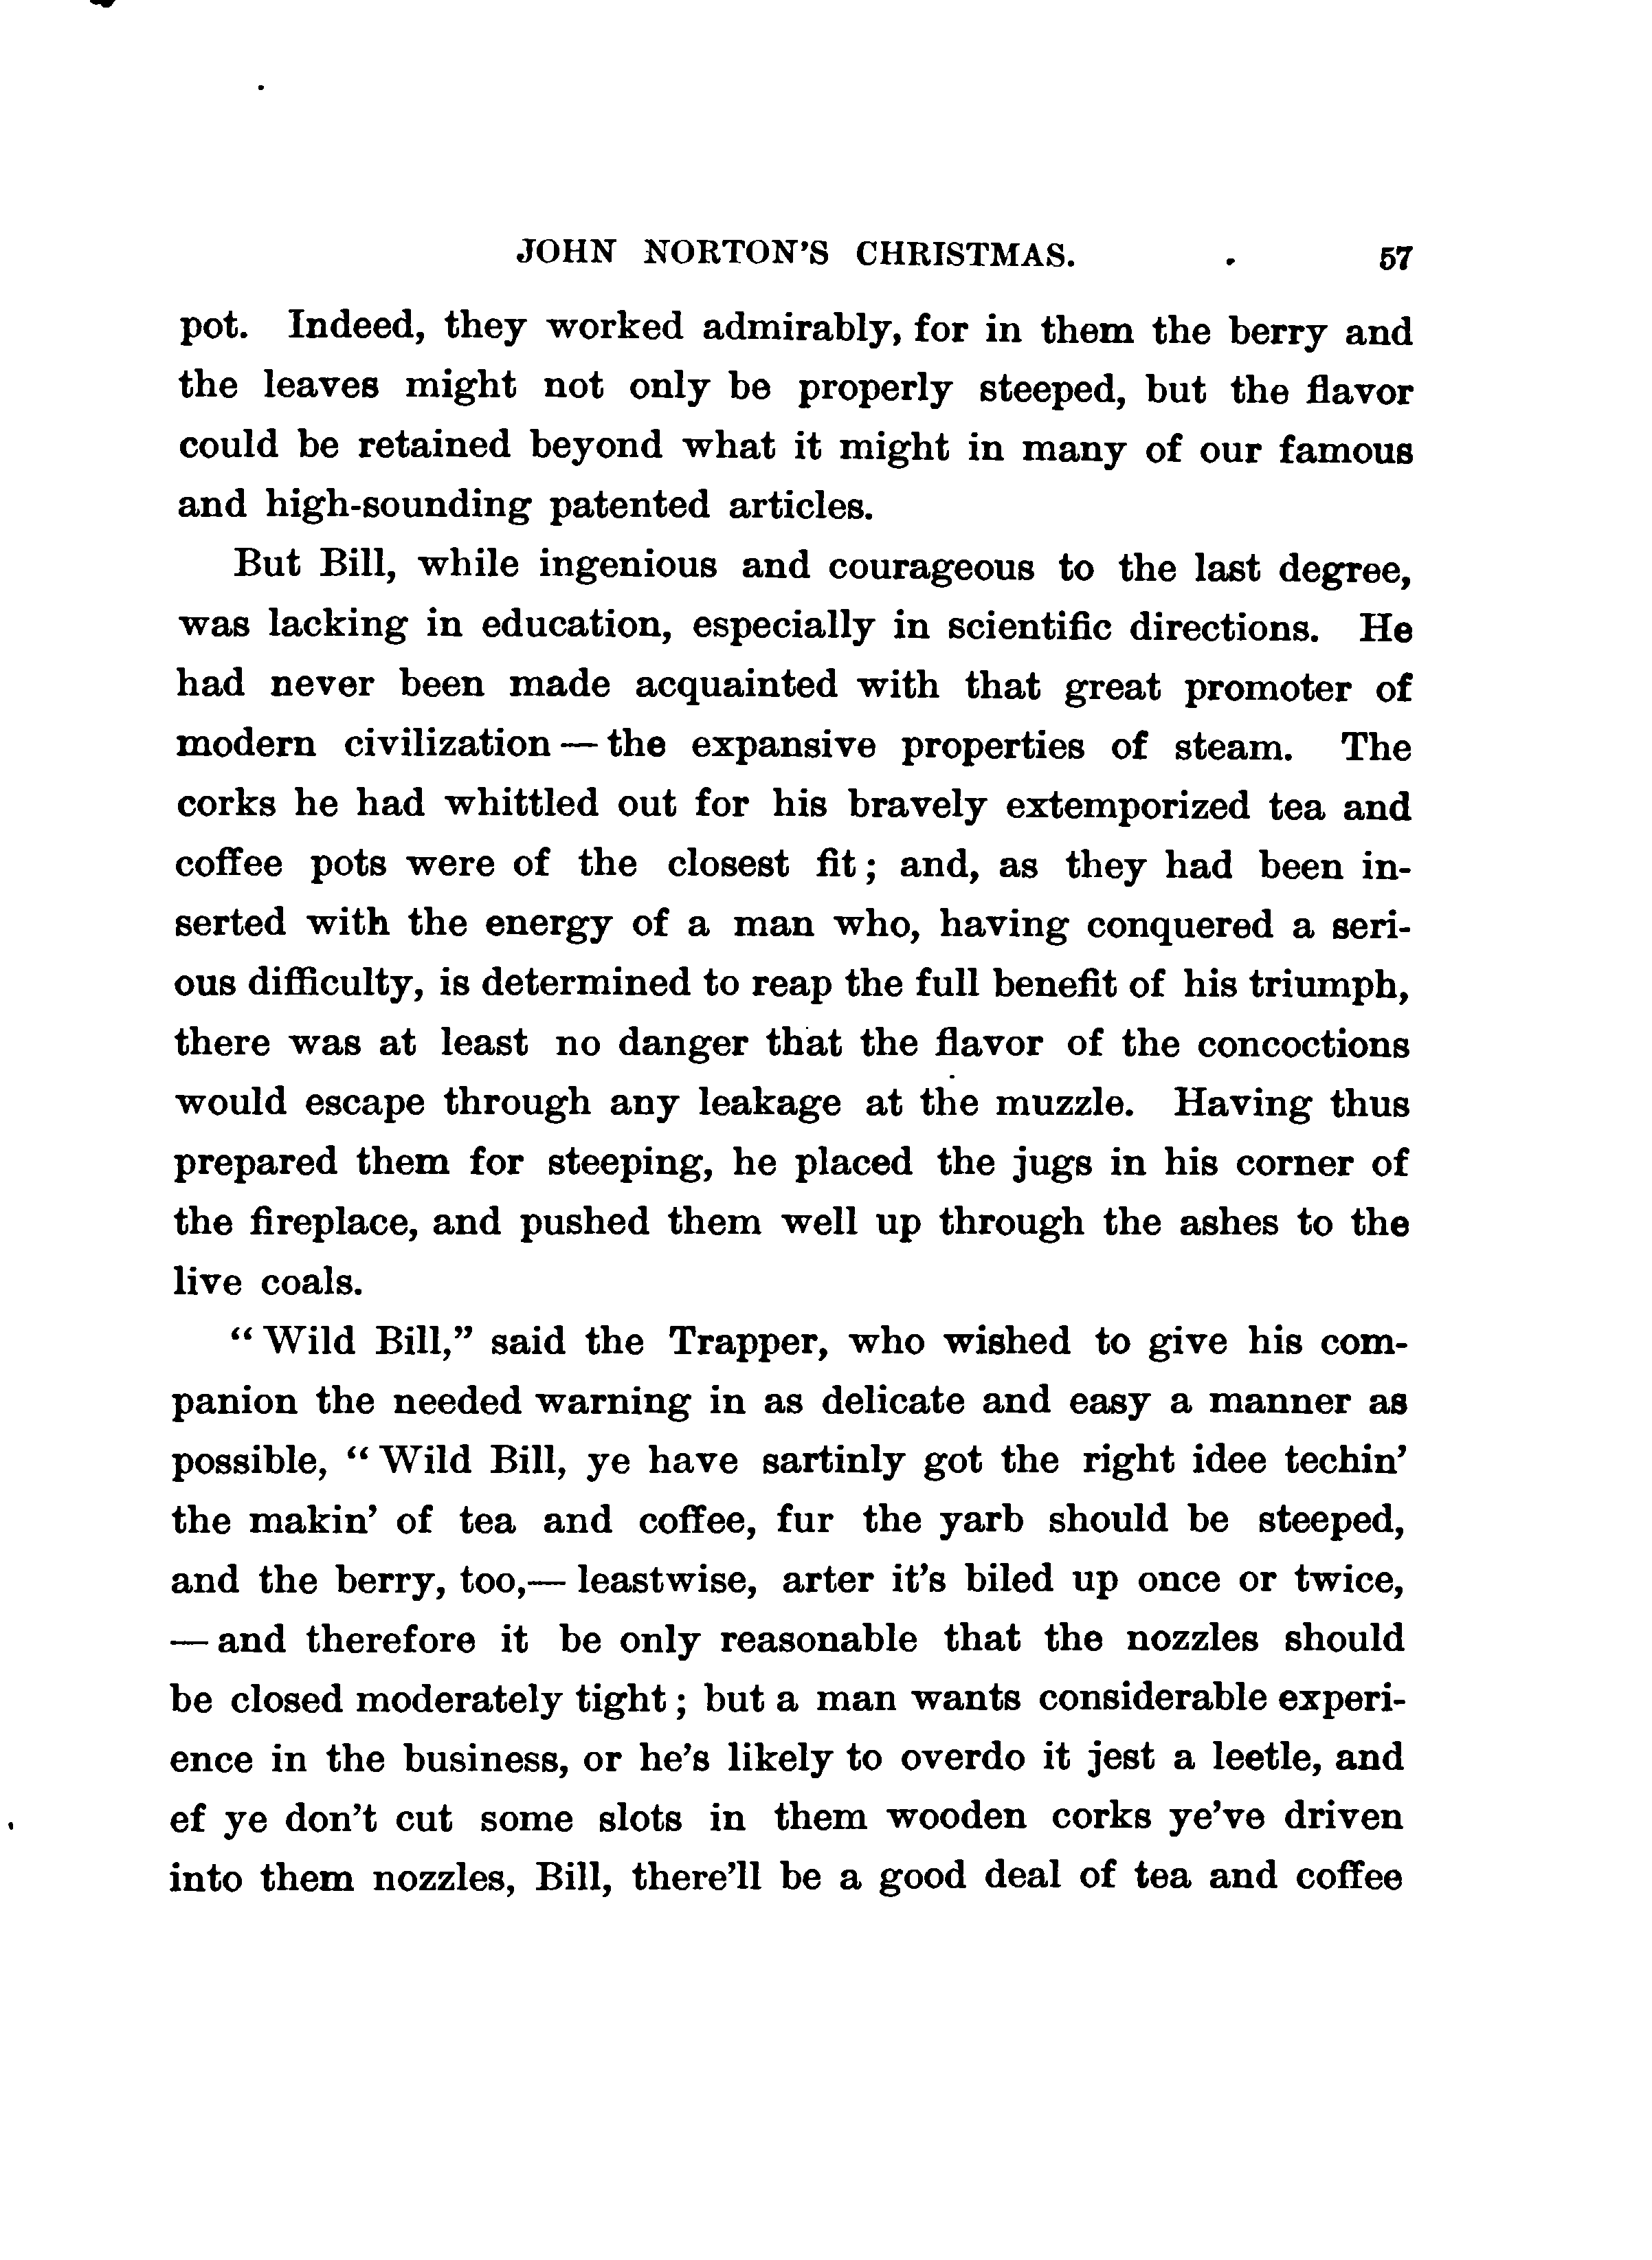 JOHN NORTON'S CHRISTMAS. 57
pot. Indeed, they worked admirably, for in them the berry and
the leaves might not only be properly steeped, but the flavor
could be retained beyond what it might in many of our famous
and high-sounding patented articles.
But Bill, while ingenious and courageous to the last degree,
was lacking in education, especially in scientific directions. He
had never been made acquainted with that great promoter of
modern civilization — the expansive properties of steam. The
corks he had whittled out for his bravely extemporized tea and
coffee pots were of the closest fit; and, as they had been in-
serted with the energy of a man who, having conquered a seri-
ous difficulty, is determined to reap the full benefit of his triumph,
there was at least no danger that the flavor of the concoctions
would escape through any leakage at the muzzle. Having thus
prepared them for steeping, he placed the jugs in his corner of
the fireplace, and pushed them well up through the ashes to the
live coals.
“Wild Bill,” said the Trapper, who wished to give his com-
panion the needed warning in as delicate and easy a manner as
possible, “Wild Bill, ye have sartinly got the right idee techin’
the makin’ of tea and coffee, fur the yarb should be steeped,
and the berry, too,— leastwise, arter it’s biled up once or twice,
— and therefore it be only reasonable that the nozzles should
be closed moderately tight; but a man wants considerable experi-
ence in the business, or he’s likely to overdo it jest a leetle, and
ef ye don’t cut some slots in them wooden corks ye’ve driven
into them nozzles, Bill, there’ll be a good deal of tea and coffee